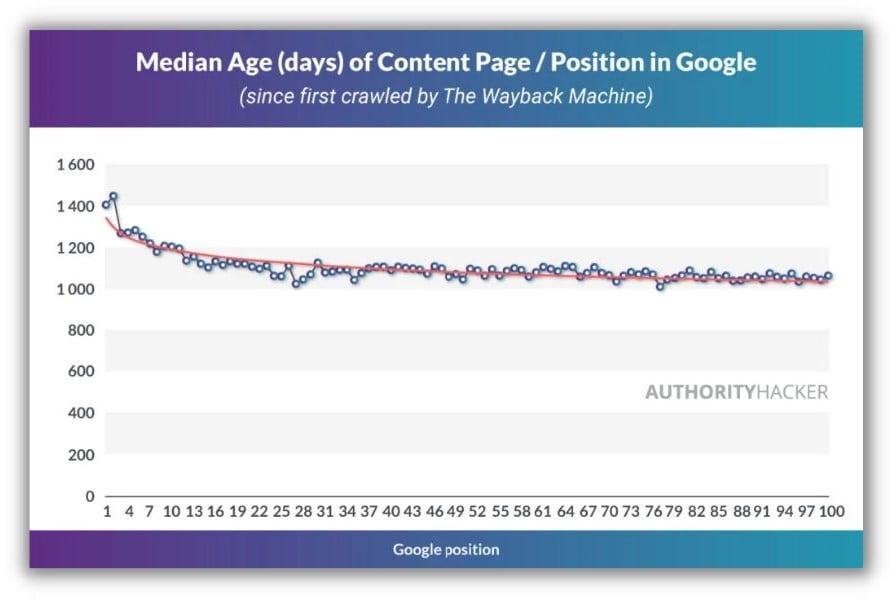 Median Age (days) of Content Page / Position in Google
(since first crawled by The Wayback Machine)
1 600
1 400
1 200
1 000
800
600
AUTHORITYHACKER
400
200
0
1 4 7 10 13 16 19 22 25 28 31 34 37 40 43 46 49 52 55 58 61 64 67 70 73 76 79 82 85 88 91 94 97 100
Google position